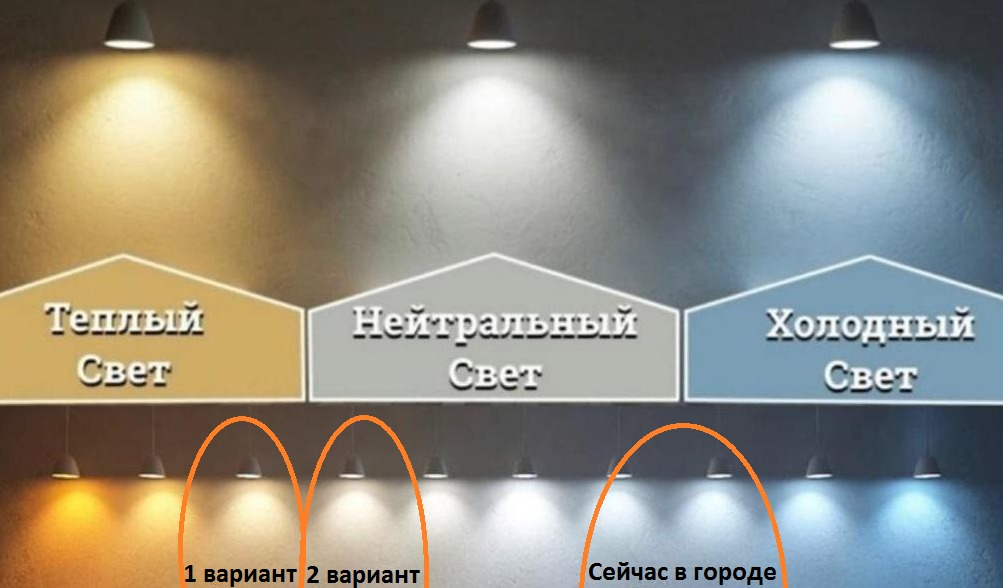 Теплый
Свет
Нейтральный
Свет
Холодный
Свет
1 вариант
2 вариант
Сейчас в городе